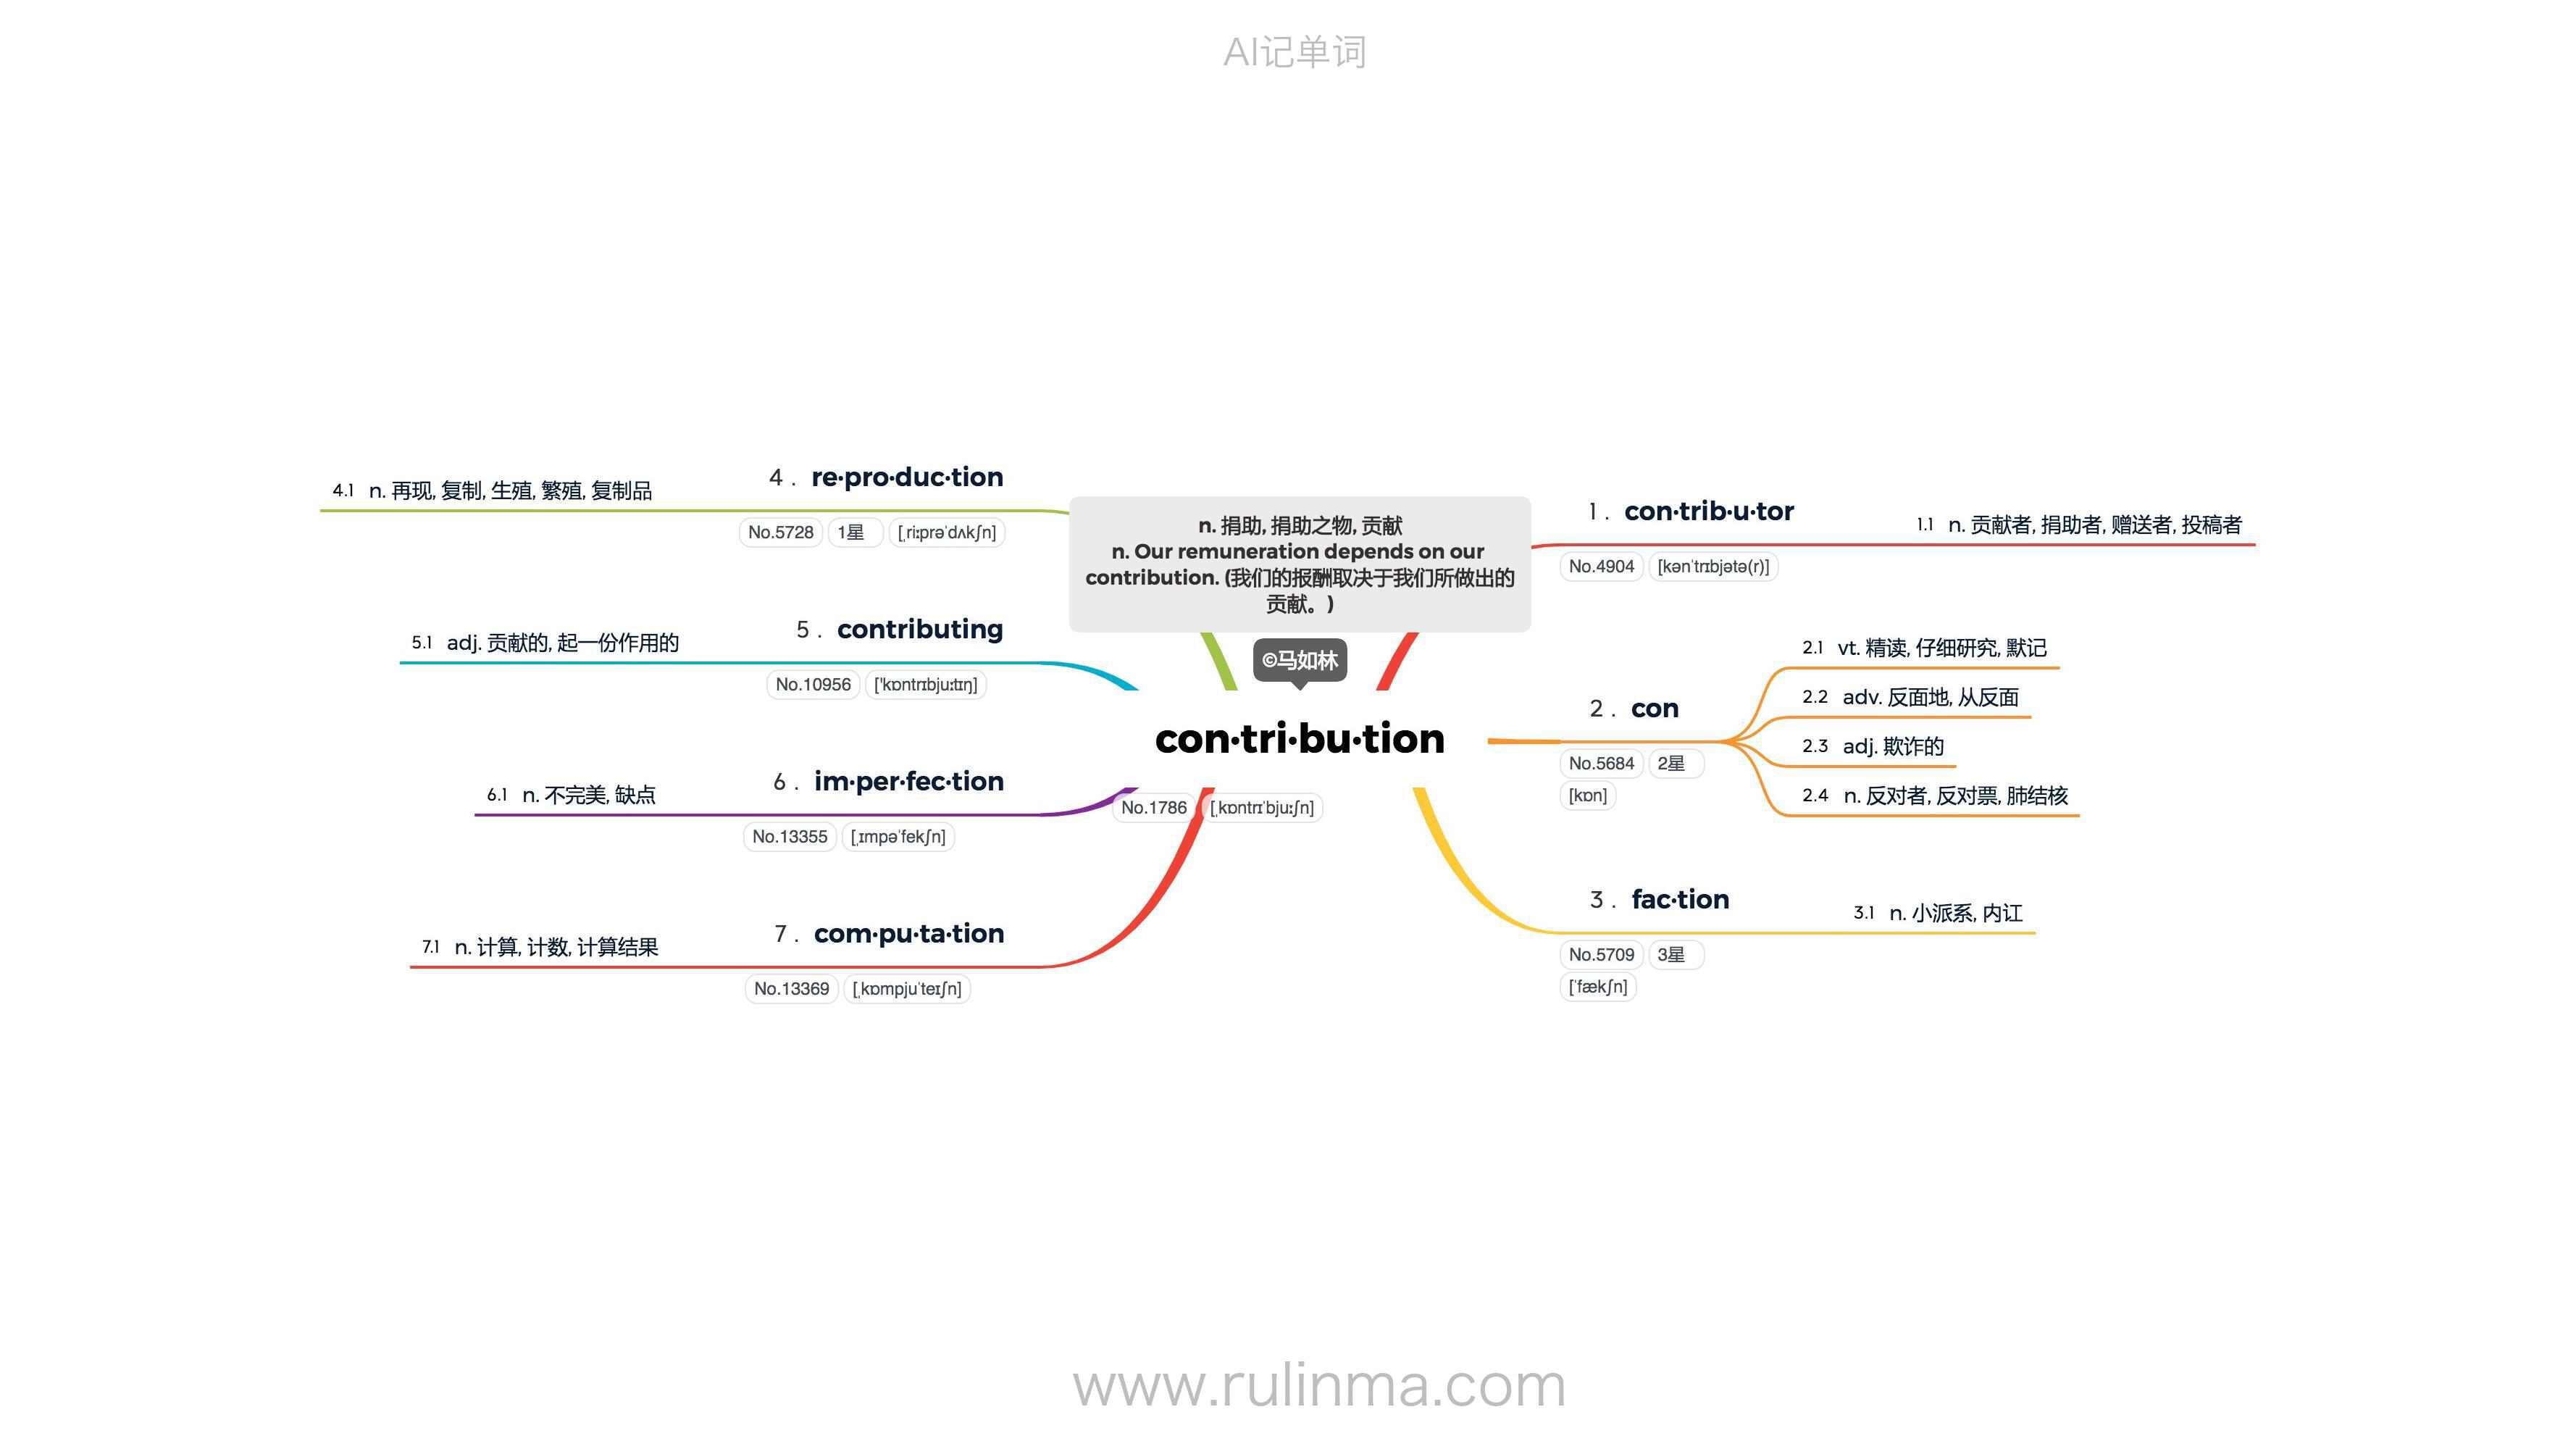 AI记单词
n. 捐助, 捐助之物, 贡献
n. Our remuneration depends on our
contribution. (我们的报酬取决于我们所做出的
贡献。)
©马如林
con·tri·bu·tion
No.1786 [ˌkɒntrɪˈbjuːʃn]
1 . con·trib·u·tor
No.4904 [kənˈtrɪbjətə(r)]
1.1 n. 贡献者, 捐助者, 赠送者, 投稿者
2 . con
No.5684 2星
[kɒn]
2.1 vt. 精读, 仔细研究, 默记
2.2 adv. 反面地, 从反面
2.3 adj. 欺诈的
2.4 n. 反对者, 反对票, 肺结核
3 . fac·tion
No.5709 3星
[ˈfækʃn]
3.1 n. 小派系, 内讧
4 . re·pro·duc·tion
No.5728 1星 [ˌriːprəˈdʌkʃn]
4.1 n. 再现, 复制, 生殖, 繁殖, 复制品
5 . contributing
No.10956 ['kɒntrɪbjuːtɪŋ]
5.1 adj. 贡献的, 起一份作用的
6 . im·per·fec·tion
No.13355 [ˌɪmpəˈfekʃn]
6.1 n. 不完美, 缺点
7 . com·pu·ta·tion
No.13369 [ˌkɒmpjuˈteɪʃn]
7.1 n. 计算, 计数, 计算结果
www.rulinma.com